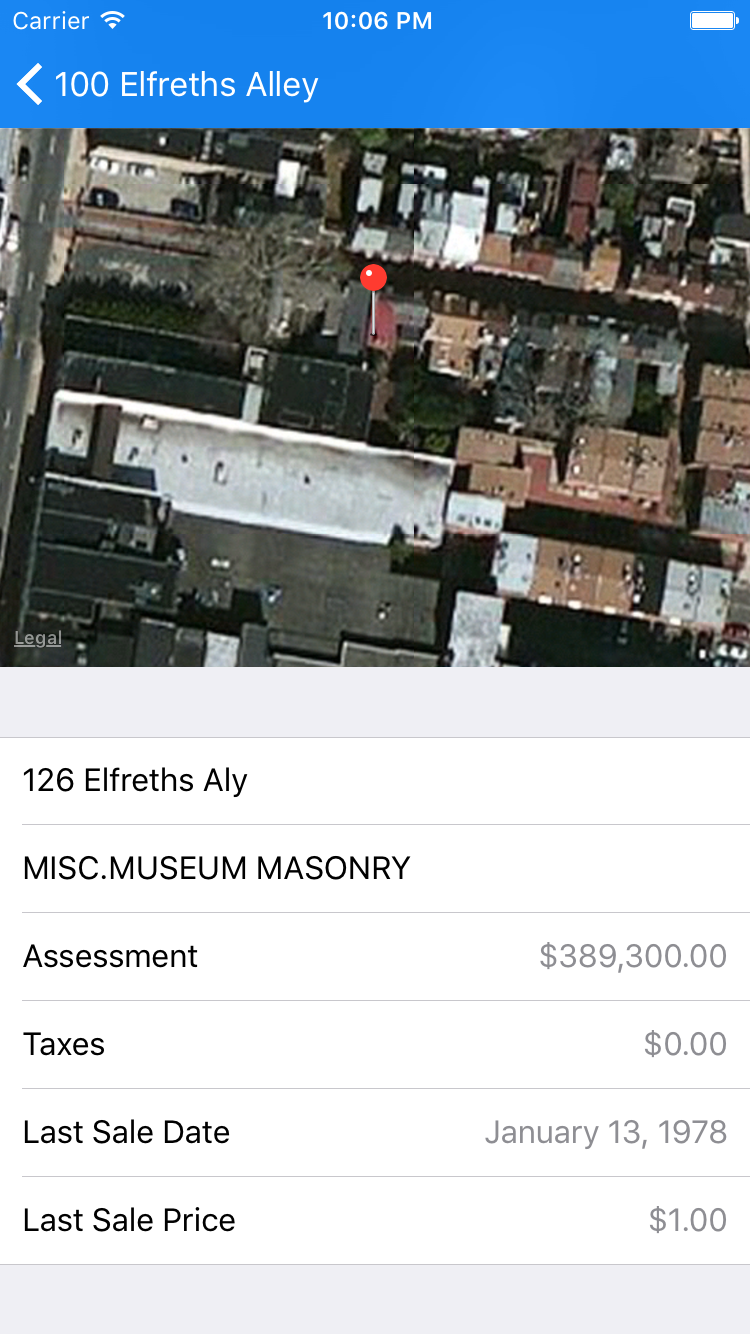 Carrier 10:06 PM
100 Elfreths Alley
Legal
126 Elfreths Aly
MISC.MUSEUM MASONRY
Assessment $389,300.00
Taxes $0.00
Last Sale Date January 13, 1978
Last Sale Price $1.00